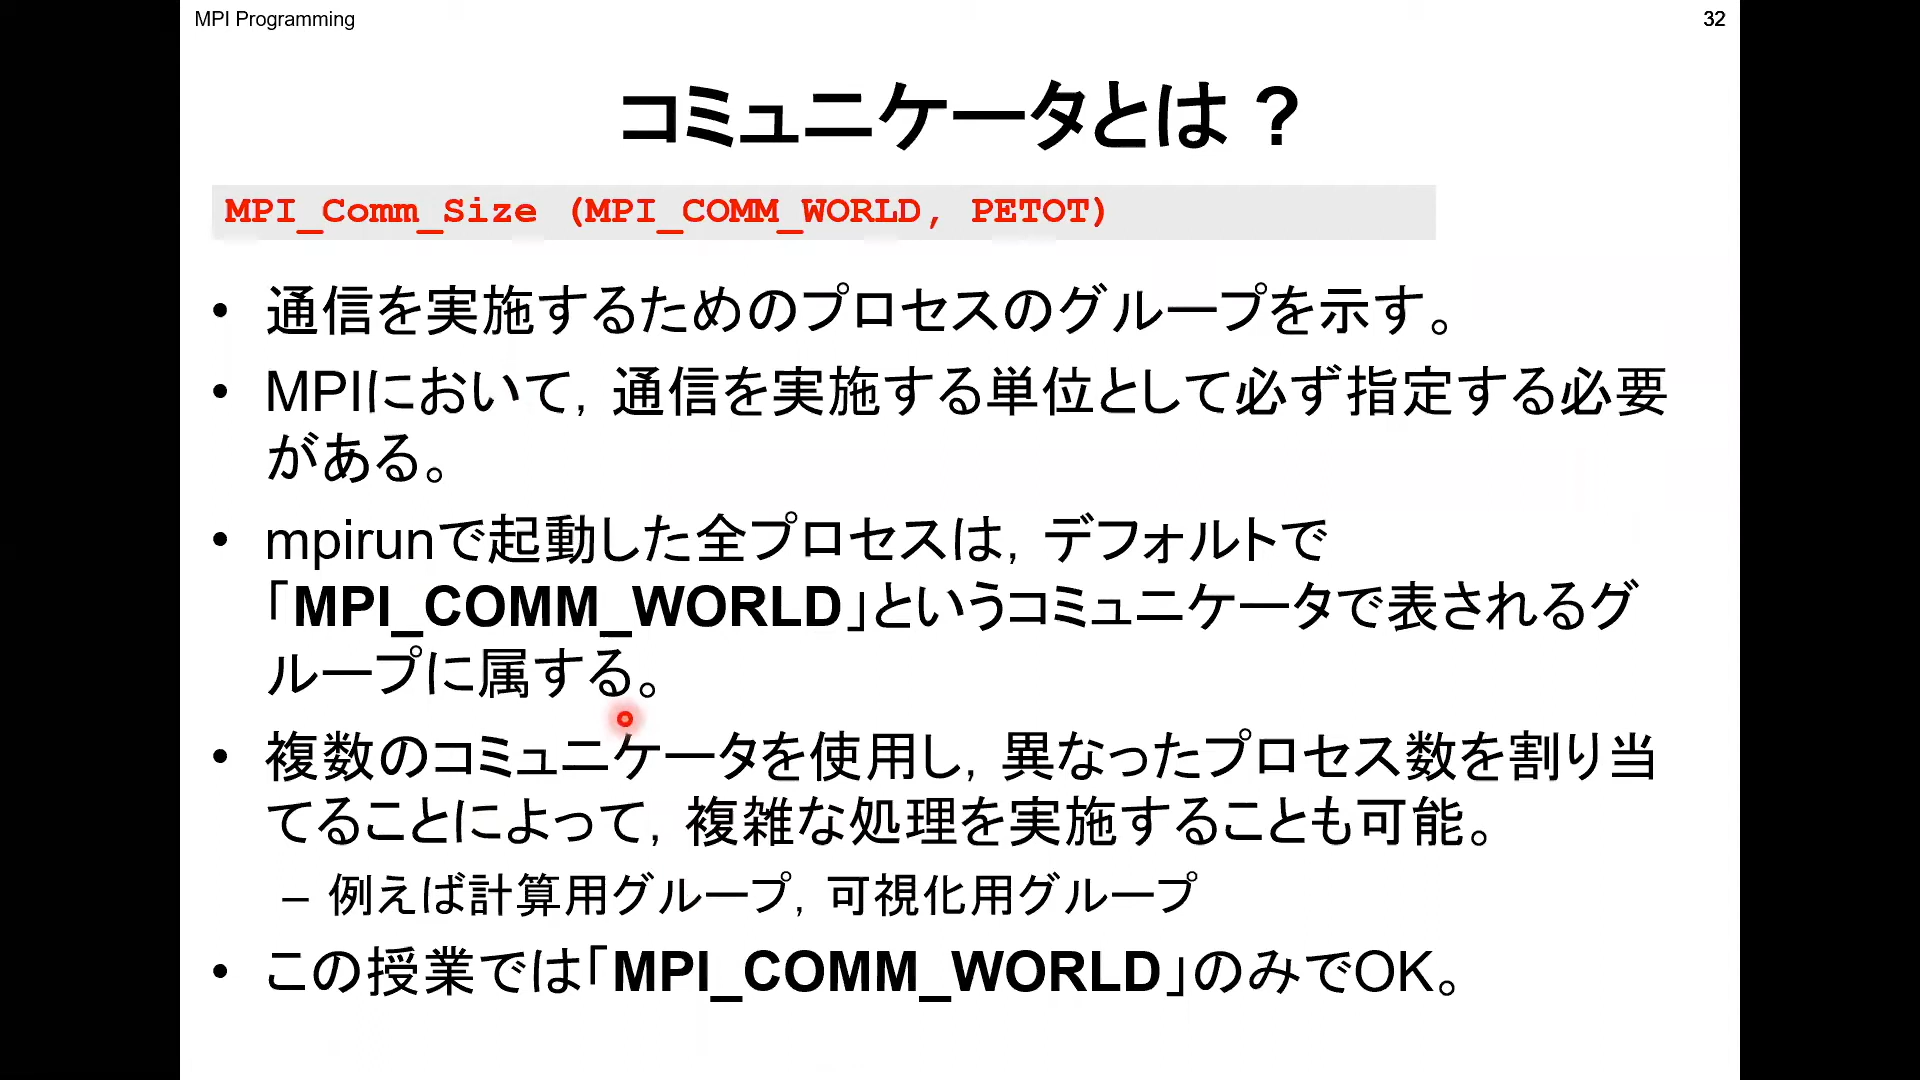 MPI Programming
32
コミュニケータとは？
MPI_Comm_Size (MPI_COMM_WORLD, PETOT)
• 通信を実施するためのプロセスのグループを示す。
• MPIにおいて，通信を実施する単位として必ず指定する必要
がある。
• mpirunで起動した全プロセスは，デフォルトで
「MPI_COMM_WORLD」というコミュニケータで表されるグ
ループに属する。
• 複数のコミュニケータを使用し，異なったプロセス数を割り当
てることによって，複雑な処理を実施することも可能。
– 例えば計算用グループ，可視化用グループ
• この授業では「MPI_COMM_WORLD」のみでOK。